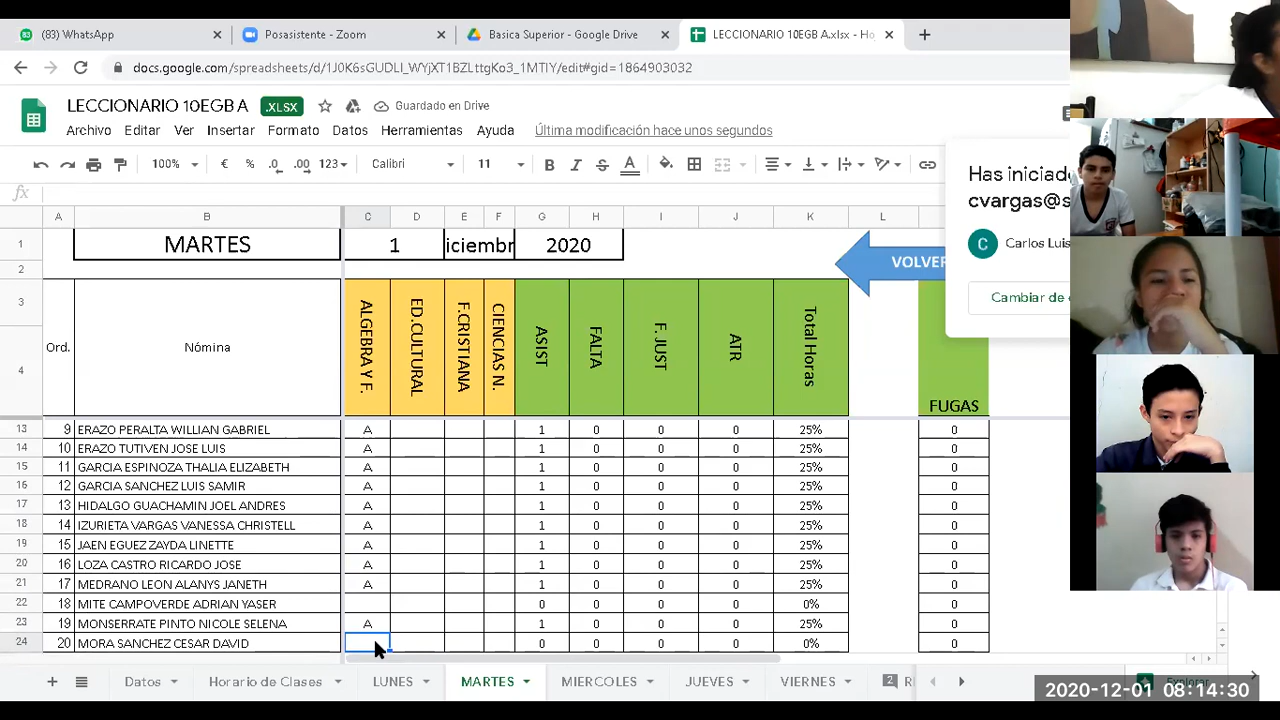 (83) WhatsApp
Posasistente - Zoom
Basica Superior - Google Drive
LECCIONARIO 10EGB A.xlsx - Ho
docs.google.com/spreadsheets/d/1J0K6sGUDLI_WYjXT1BZLttgKo3_1MTIY/edit#gid=1864903032
LECCIONARIO 10EGB A .XLSX Guardado en Drive
Archivo Editar Ver Insertar Formato Datos Herramientas Ayuda Última modificación hace unos segundos
100% € % .0 .00 123 Calibri 11 B I S A
Has iniciado
cvargas@s
C Carlos Luis
Cambiar de c
fx
A B C D E F G H I J K L
1 MARTES 1 iciembr 2020
VOLVER
2
3
4
Ord. Nómina ALGEBRA Y F. ED.CULTURAL F.CRISTIANA CIENCIAS N. ASIST FALTA F. JUST ATR Total Horas FUGAS
13 9 ERAZO PERALTA WILLIAN GABRIEL A 1 0 0 0 25% 0
14 10 ERAZO TUTIVEN JOSE LUIS A 1 0 0 0 25% 0
15 11 GARCIA ESPINOZA THALIA ELIZABETH A 1 0 0 0 25% 0
16 12 GARCIA SANCHEZ LUIS SAMIR A 1 0 0 0 25% 0
17 13 HIDALGO GUACHAMIN JOEL ANDRES A 1 0 0 0 25% 0
18 14 IZURIETA VARGAS VANESSA CHRISTELL A 1 0 0 0 25% 0
19 15 JAEN EGUEZ ZAYDA LINETTE A 1 0 0 0 25% 0
20 16 LOZA CASTRO RICARDO JOSE A 1 0 0 0 25% 0
21 17 MEDRANO LEON ALANYS JANETH A 1 0 0 0 25% 0
22 18 MITE CAMPOVERDE ADRIAN YASER 0 0 0 0 0% 0
23 19 MONSERRATE PINTO NICOLE SELENA A 1 0 0 0 25% 0
24 20 MORA SANCHEZ CESAR DAVID 0 0 0 0 0% 0
Datos Horario de Clases LUNES MARTES MIERCOLES JUEVES VIERNES 2 R Explorar
2020-12-01 08:14:30